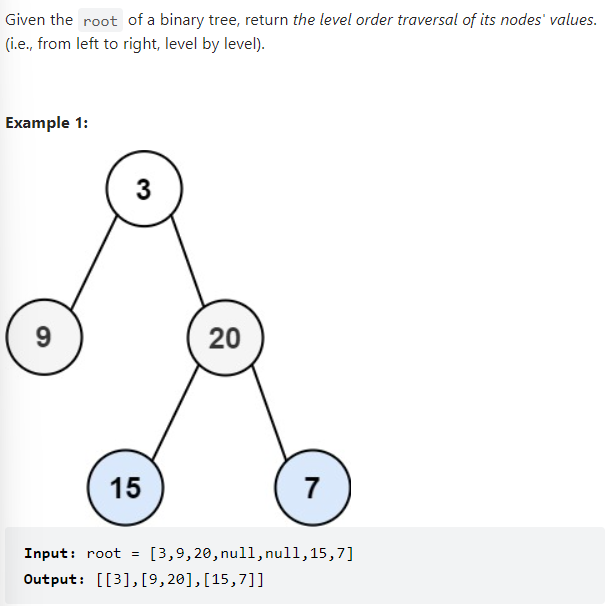 Given the root of a binary tree, return the level order traversal of its nodes' values.
(i.e., from left to right, level by level).
Example 1:
3
9
20
15
7
Input: root = [3,9,20,null,null,15,7]
Output: [[3],[9,20],[15,7]]